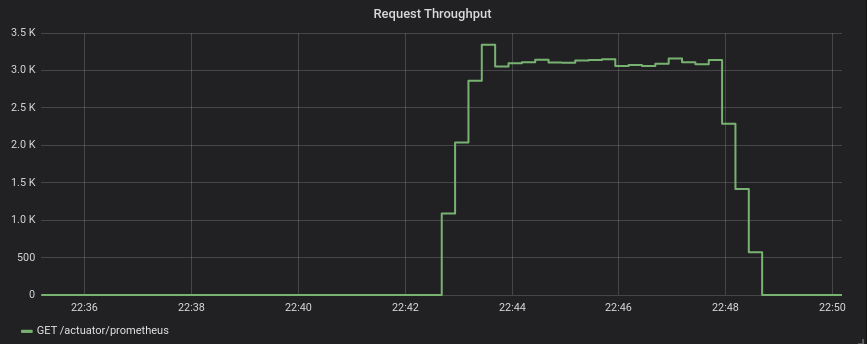 Request Throughput
3.5 K
3.0 K
2.5 K
2.0 K
1.5 K
1.0 K
500
0
22:36 22:38 22:40 22:42 22:44 22:46 22:48 22:50
GET /actuator/prometheus